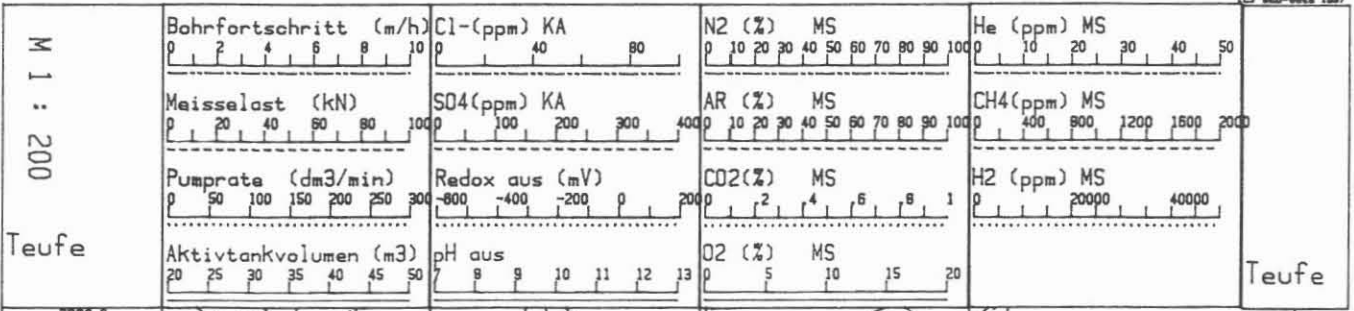 M 1 : 200
Teufe
Bohrfortschritt (m/h)
0 2 4 6 8 10
Meisselast (kN)
0 20 40 60 80 100
Pumprate (dm3/min)
0 50 100 150 200 250 300
Aktivtankvolumen (m3)
20 25 30 35 40 45 50
Cl-(ppm) KA
0 40 80
SO4(ppm) KA
0 100 200 300 400
Redox aus (mV)
-600 -400 -200 0 200
pH aus
7 8 9 10 11 12 13
N2 (%) MS
0 10 20 30 40 50 60 70 80 90 100
AR (%) MS
0 10 20 30 40 50 60 70 80 90 100
CO2(%) MS
0 .2 .4 .6 .8 1
O2 (%) MS
0 5 10 15 20
He (ppm) MS
0 10 20 30 40 50
CH4(ppm) MS
0 400 800 1200 1600 2000
H2 (ppm) MS
0 20000 40000
Teufe